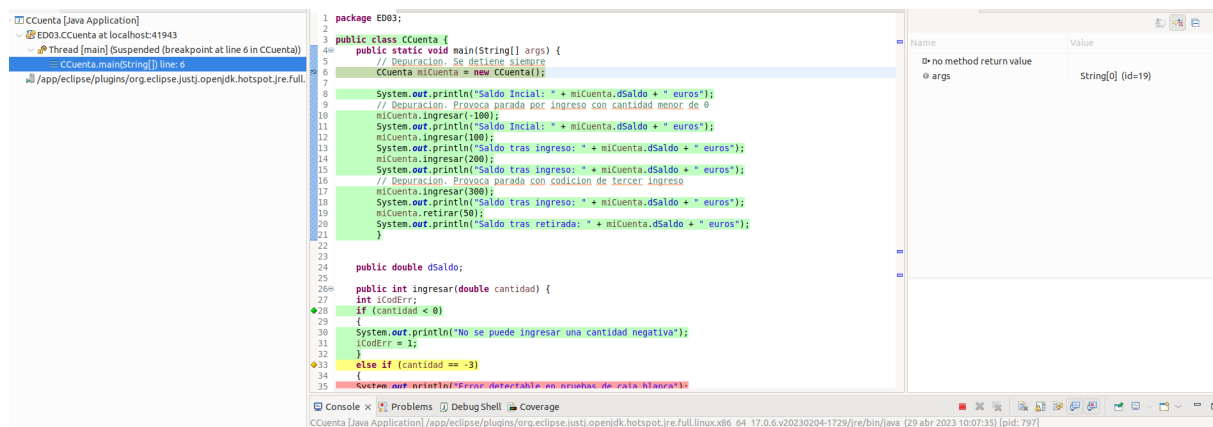 CCuenta [Java Application]
ED03.CCuenta at localhost:41943
Thread [main] (Suspended (breakpoint at line 6 in CCuenta))
CCuenta.main(String[]) line: 6
/app/eclipse/plugins/org.eclipse.justj.openjdk.hotspot.jre.full.
1 package ED03;
2
3 public class CCuenta {
4 public static void main(String[] args) {
5 // Depuracion. Se detiene siempre
6 CCuenta miCuenta = new CCuenta();
7
8 System.out.println("Saldo Incial: " + miCuenta.dSaldo + " euros");
9 // Depuracion. Provoca parada por ingreso con cantidad menor de 0
10 miCuenta.ingresar(-100);
11 System.out.println("Saldo Incial: " + miCuenta.dSaldo + " euros");
12 miCuenta.ingresar(100);
13 System.out.println("Saldo tras ingreso: " + miCuenta.dSaldo + " euros");
14 miCuenta.ingresar(200);
15 System.out.println("Saldo tras ingreso: " + miCuenta.dSaldo + " euros");
16 // Depuracion. Provoca parada con codicion de tercer ingreso
17 miCuenta.ingresar(300);
18 System.out.println("Saldo tras ingreso: " + miCuenta.dSaldo + " euros");
19 miCuenta.retirar(50);
20 System.out.println("Saldo tras retirada: " + miCuenta.dSaldo + " euros");
21 }
22
23
24 public double dSaldo;
25
26 public int ingresar(double cantidad) {
27 int iCodErr;
28 if (cantidad < 0)
29 {
30 System.out.println("No se puede ingresar una cantidad negativa");
31 iCodErr = 1;
32 }
33 else if (cantidad == -3)
34 {
35 System.out.println("Error detectable en pruebas de caja blanca");
Name Value
no method return value
args String[0] (id=19)
Console Problems Debug Shell Coverage
CCuenta [Java Application] /app/eclipse/plugins/org.eclipse.justj.openjdk.hotspot.jre.full.linux.x86_64_17.0.6.v20230204-1729/jre/bin/java (29 abr 2023 10:07:35) [pid: 797]